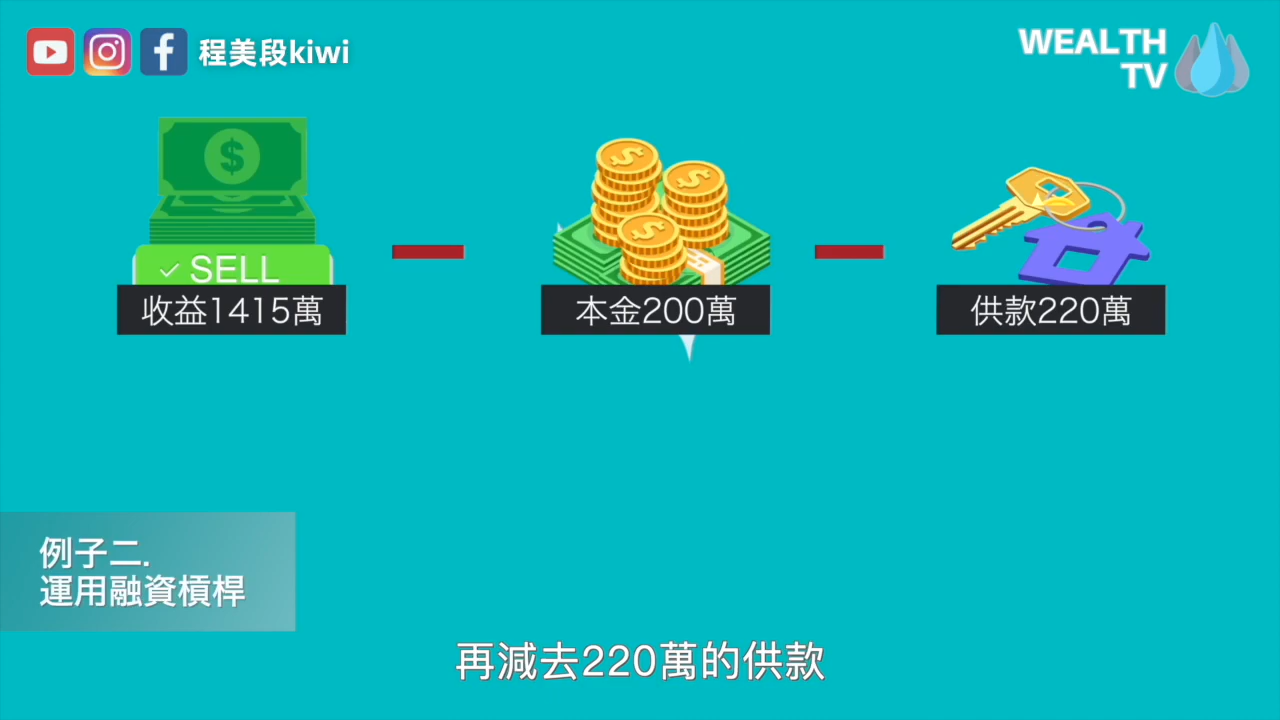 程美段kiwi
WEALTH
TV
SELL
收益1415萬
本金200萬
供款220萬
例子二.
運用融資槓桿
再減去220萬的供款